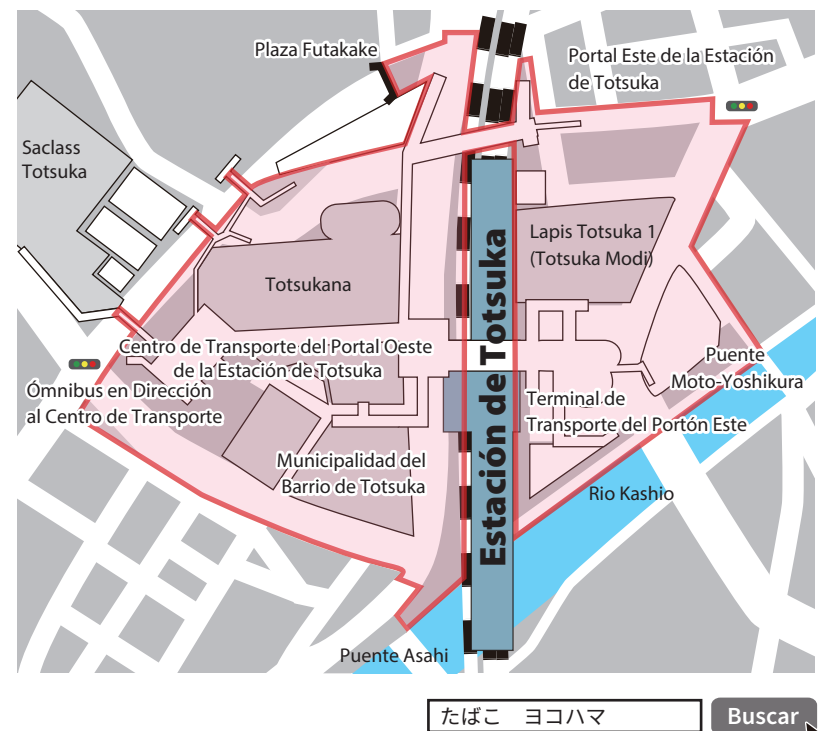 Plaza Futakake
Portal Este de la Estación
de Totsuka
Saclass
Totsuka
Lapis Totsuka 1
(Totsuka Modi)
Totsukana
Estación de Totsuka
Centro de Transporte del Portal Oeste
de la Estación de Totsuka
Puente
Moto-Yoshikura
Ómnibus en Dirección
al Centro de Transporte
Terminal de
Transporte del Portón Este
Municipalidad del
Barrio de Totsuka
Rio Kashio
Puente Asahi
たばこ　ヨコハマ
Buscar